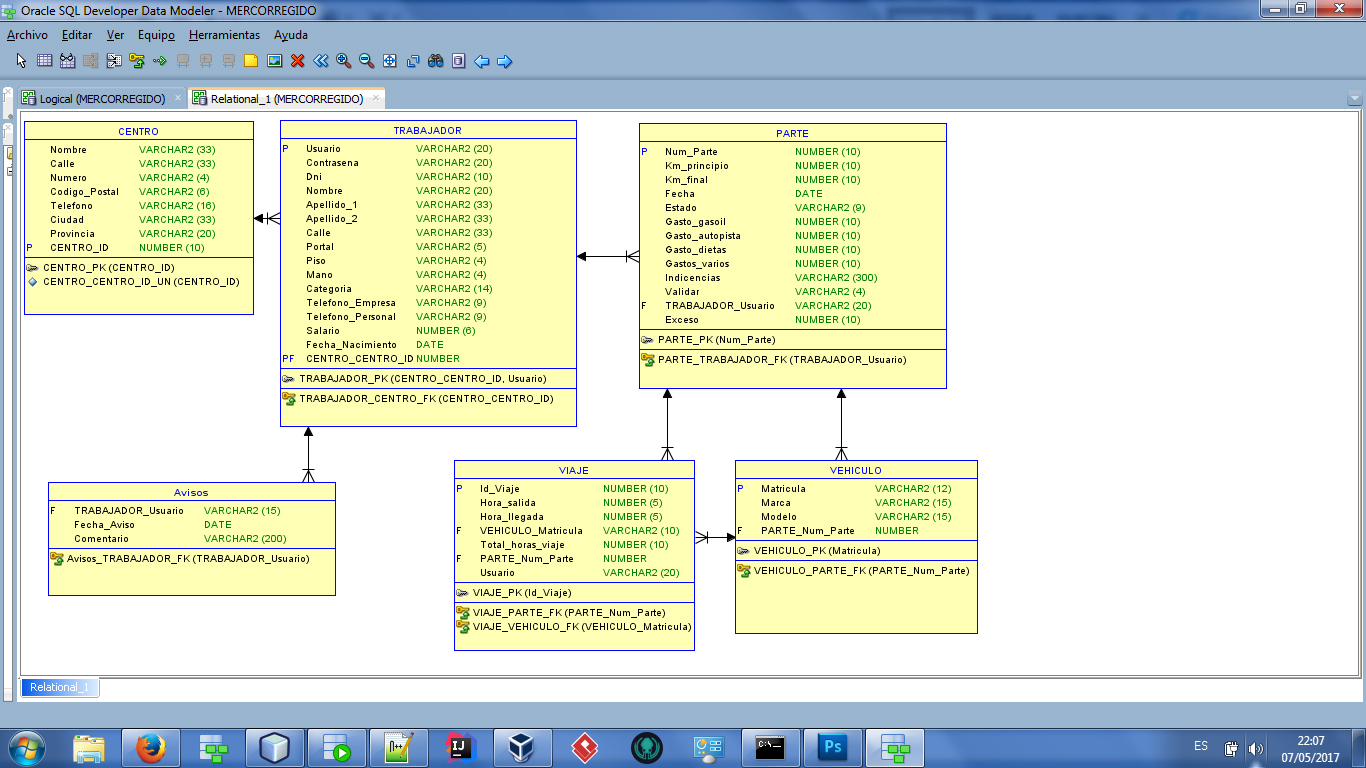 Oracle SQL Developer Data Modeler - MERCORREGIDO
Archivo Editar Ver Equipo Herramientas Ayuda
Logical (MERCORREGIDO) Relational_1 (MERCORREGIDO)
CENTRO
Nombre VARCHAR2 (33)
Calle VARCHAR2 (33)
Numero VARCHAR2 (4)
Codigo_Postal VARCHAR2 (6)
Telefono VARCHAR2 (16)
Ciudad VARCHAR2 (33)
Provincia VARCHAR2 (20)
P CENTRO_ID NUMBER (10)
CENTRO_PK (CENTRO_ID)
CENTRO_CENTRO_ID_UN (CENTRO_ID)
TRABAJADOR
P Usuario VARCHAR2 (20)
Contrasena VARCHAR2 (20)
Dni VARCHAR2 (10)
Nombre VARCHAR2 (20)
Apellido_1 VARCHAR2 (33)
Apellido_2 VARCHAR2 (33)
Calle VARCHAR2 (33)
Portal VARCHAR2 (5)
Piso VARCHAR2 (4)
Mano VARCHAR2 (4)
Categoria VARCHAR2 (14)
Telefono_Empresa VARCHAR2 (9)
Telefono_Personal VARCHAR2 (9)
Salario NUMBER (6)
Fecha_Nacimiento DATE
PF CENTRO_CENTRO_ID NUMBER
TRABAJADOR_PK (CENTRO_CENTRO_ID, Usuario)
TRABAJADOR_CENTRO_FK (CENTRO_CENTRO_ID)
PARTE
P Num_Parte NUMBER (10)
Km_principio NUMBER (10)
Km_final NUMBER (10)
Fecha DATE
Estado VARCHAR2 (9)
Gasto_gasoil NUMBER (10)
Gasto_autopista NUMBER (10)
Gasto_dietas NUMBER (10)
Gastos_varios NUMBER (10)
Indicencias VARCHAR2 (300)
Validar VARCHAR2 (4)
F TRABAJADOR_Usuario VARCHAR2 (20)
Exceso NUMBER (10)
PARTE_PK (Num_Parte)
PARTE_TRABAJADOR_FK (TRABAJADOR_Usuario)
Avisos
F TRABAJADOR_Usuario VARCHAR2 (15)
Fecha_Aviso DATE
Comentario VARCHAR2 (200)
Avisos_TRABAJADOR_FK (TRABAJADOR_Usuario)
VIAJE
P Id_Viaje NUMBER (10)
Hora_salida NUMBER (5)
Hora_llegada NUMBER (5)
F VEHICULO_Matricula VARCHAR2 (10)
Total_horas_viaje NUMBER (10)
F PARTE_Num_Parte NUMBER
Usuario VARCHAR2 (20)
VIAJE_PK (Id_Viaje)
VIAJE_PARTE_FK (PARTE_Num_Parte)
VIAJE_VEHICULO_FK (VEHICULO_Matricula)
VEHICULO
P Matricula VARCHAR2 (12)
Marca VARCHAR2 (15)
Modelo VARCHAR2 (15)
F PARTE_Num_Parte NUMBER
VEHICULO_PK (Matricula)
VEHICULO_PARTE_FK (PARTE_Num_Parte)
Relational_1
ES
22:07
07/05/2017